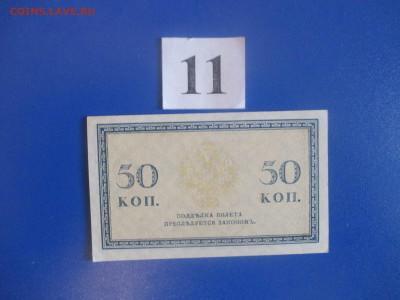 COINS.LAVE.RU
11
50 50
КОП. КОП.
ПОДДѢЛКА БИЛЕТА
ПРЕСЛѢДУЕТСЯ ЗАКОНОМЪ.